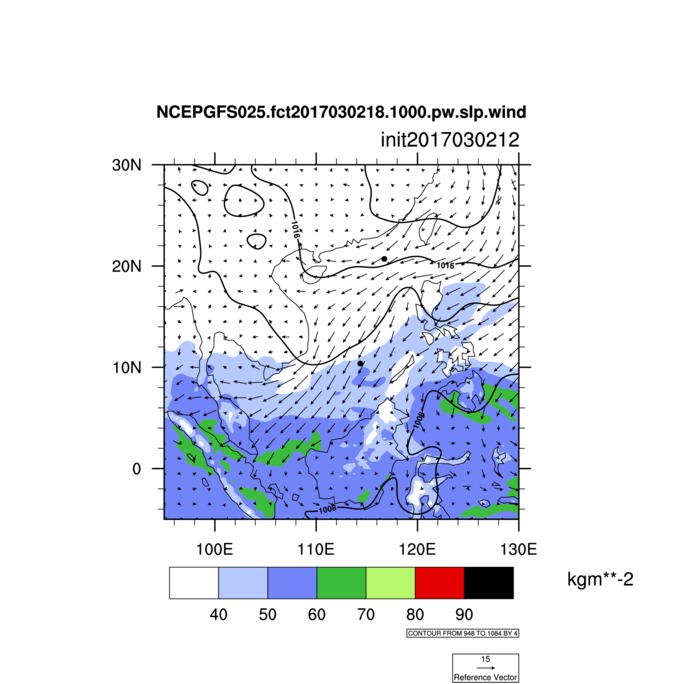 NCEPGFS025.fct2017030218.1000.pw.slp.wind
init2017030212
30N
1016
20N
1016
10N
1008
0
1008
100E 110E 120E 130E
kgm**-2
40 50 60 70 80 90
CONTOUR FROM 948 TO 1084 BY 4
15
Reference Vector